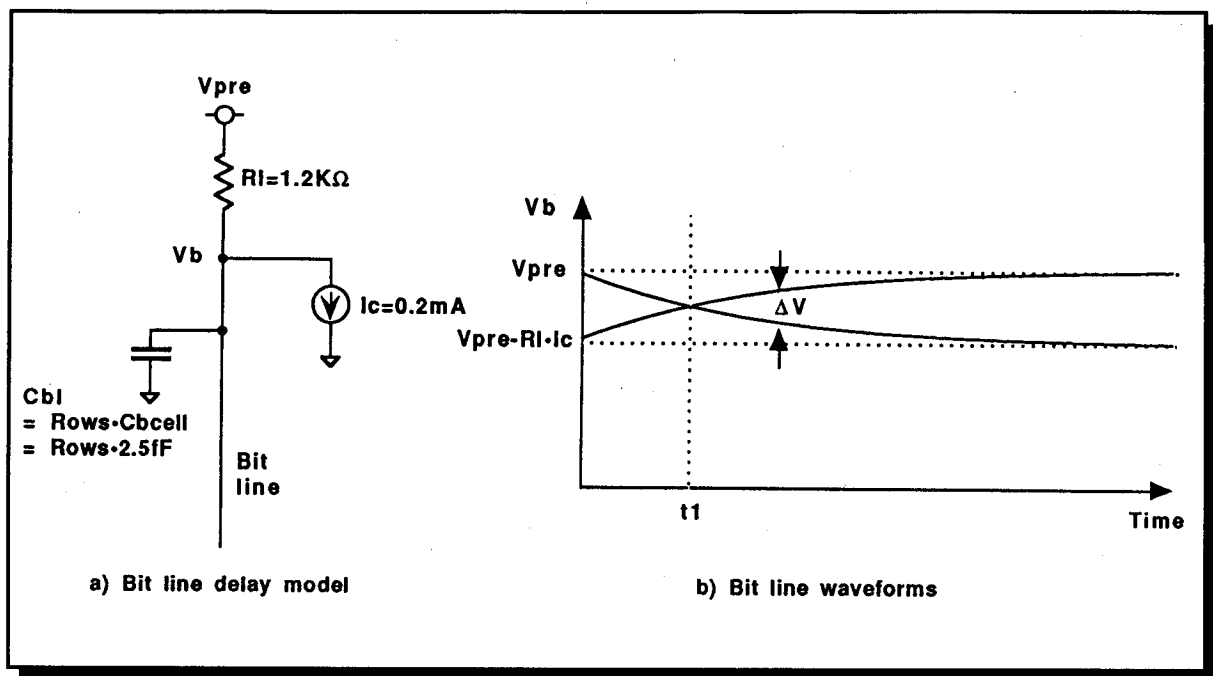 Vpre
Rl=1.2KΩ
Vb
Ic=0.2mA
Cbl
= Rows•Cbcell
= Rows•2.5fF
Bit
line
a) Bit line delay model
Vb
Vpre
ΔV
Vpre-Rl•Ic
t1
Time
b) Bit line waveforms